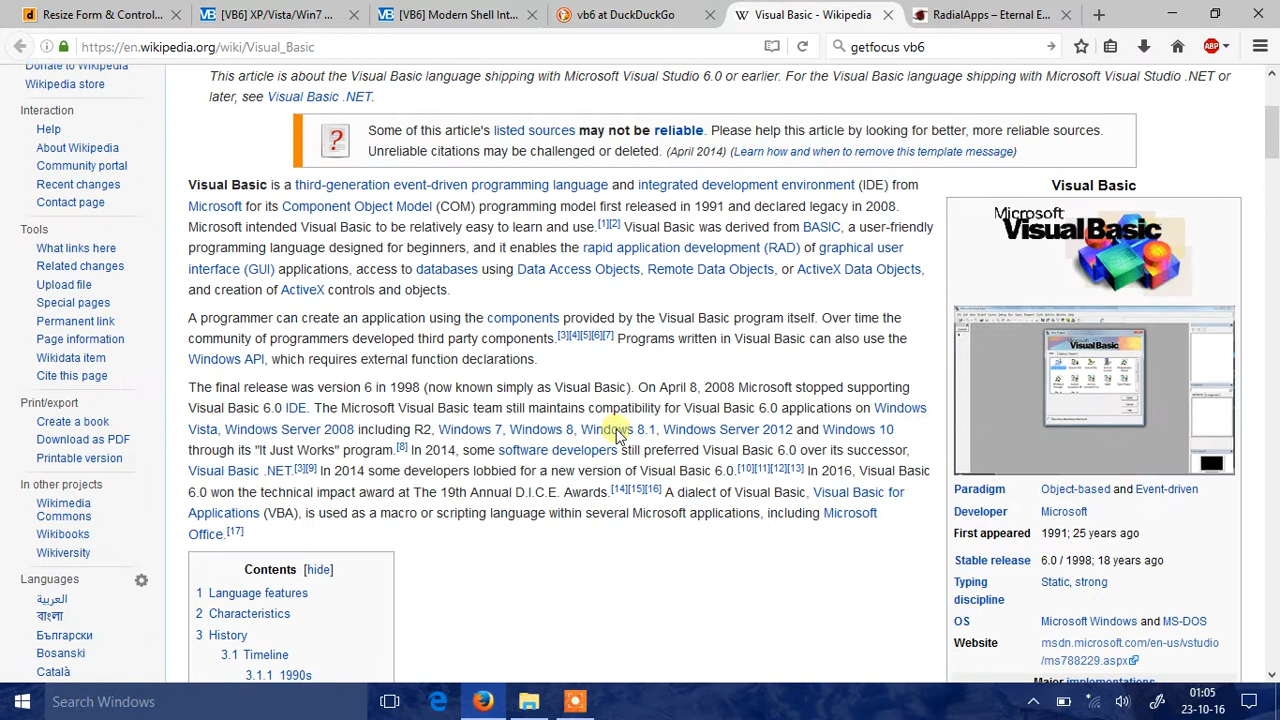 Resize Form & Control...
[VB6] XP/Vista/Win7 ...
[VB6] Modern Shell Int...
vb6 at DuckDuckGo
Visual Basic - Wikipedia
RadialApps – Eternal E...
https://en.wikipedia.org/wiki/Visual_Basic
getfocus vb6
ABP
Donate to Wikipedia
Wikipedia store
Interaction
Help
About Wikipedia
Community portal
Recent changes
Contact page
Tools
What links here
Related changes
Upload file
Special pages
Permanent link
Page information
Wikidata item
Cite this page
Print/export
Create a book
Download as PDF
Printable version
In other projects
Wikimedia
Commons
Wikibooks
Wikiversity
Languages
العربية
বাংলা
Български
Bosanski
Català
This article is about the Visual Basic language shipping with Microsoft Visual Studio 6.0 or earlier. For the Visual Basic language shipping with Microsoft Visual Studio .NET or
later, see Visual Basic .NET.
Some of this article's listed sources may not be reliable. Please help this article by looking for better, more reliable sources.
Unreliable citations may be challenged or deleted. (April 2014) (Learn how and when to remove this template message)
Visual Basic is a third-generation event-driven programming language and integrated development environment (IDE) from
Microsoft for its Component Object Model (COM) programming model first released in 1991 and declared legacy in 2008.
Microsoft intended Visual Basic to be relatively easy to learn and use.[1][2] Visual Basic was derived from BASIC, a user-friendly
programming language designed for beginners, and it enables the rapid application development (RAD) of graphical user
interface (GUI) applications, access to databases using Data Access Objects, Remote Data Objects, or ActiveX Data Objects,
and creation of ActiveX controls and objects.
A programmer can create an application using the components provided by the Visual Basic program itself. Over time the
community of programmers developed third party components.[3][4][5][6][7] Programs written in Visual Basic can also use the
Windows API, which requires external function declarations.
The final release was version 6 in 1998 (now known simply as Visual Basic). On April 8, 2008 Microsoft stopped supporting
Visual Basic 6.0 IDE. The Microsoft Visual Basic team still maintains compatibility for Visual Basic 6.0 applications on Windows
Vista, Windows Server 2008 including R2, Windows 7, Windows 8, Windows 8.1, Windows Server 2012 and Windows 10
through its "It Just Works" program.[8] In 2014, some software developers still preferred Visual Basic 6.0 over its successor,
Visual Basic .NET.[3][9] In 2014 some developers lobbied for a new version of Visual Basic 6.0.[10][11][12][13] In 2016, Visual Basic
6.0 won the technical impact award at The 19th Annual D.I.C.E. Awards.[14][15][16] A dialect of Visual Basic, Visual Basic for
Applications (VBA), is used as a macro or scripting language within several Microsoft applications, including Microsoft
Office.[17]
Contents [hide]
1 Language features
2 Characteristics
3 History
3.1 Timeline
3.1.1 1990s
Visual Basic
Microsoft
Visual Basic
Visual Basic
Paradigm Object-based and Event-driven
Developer Microsoft
First appeared 1991; 25 years ago
Stable release 6.0 / 1998; 18 years ago
Typing discipline Static, strong
OS Microsoft Windows and MS-DOS
Website msdn.microsoft.com/en-us/vstudio
/ms788229.aspx
Major implementations
Search Windows
01:05
23-10-16